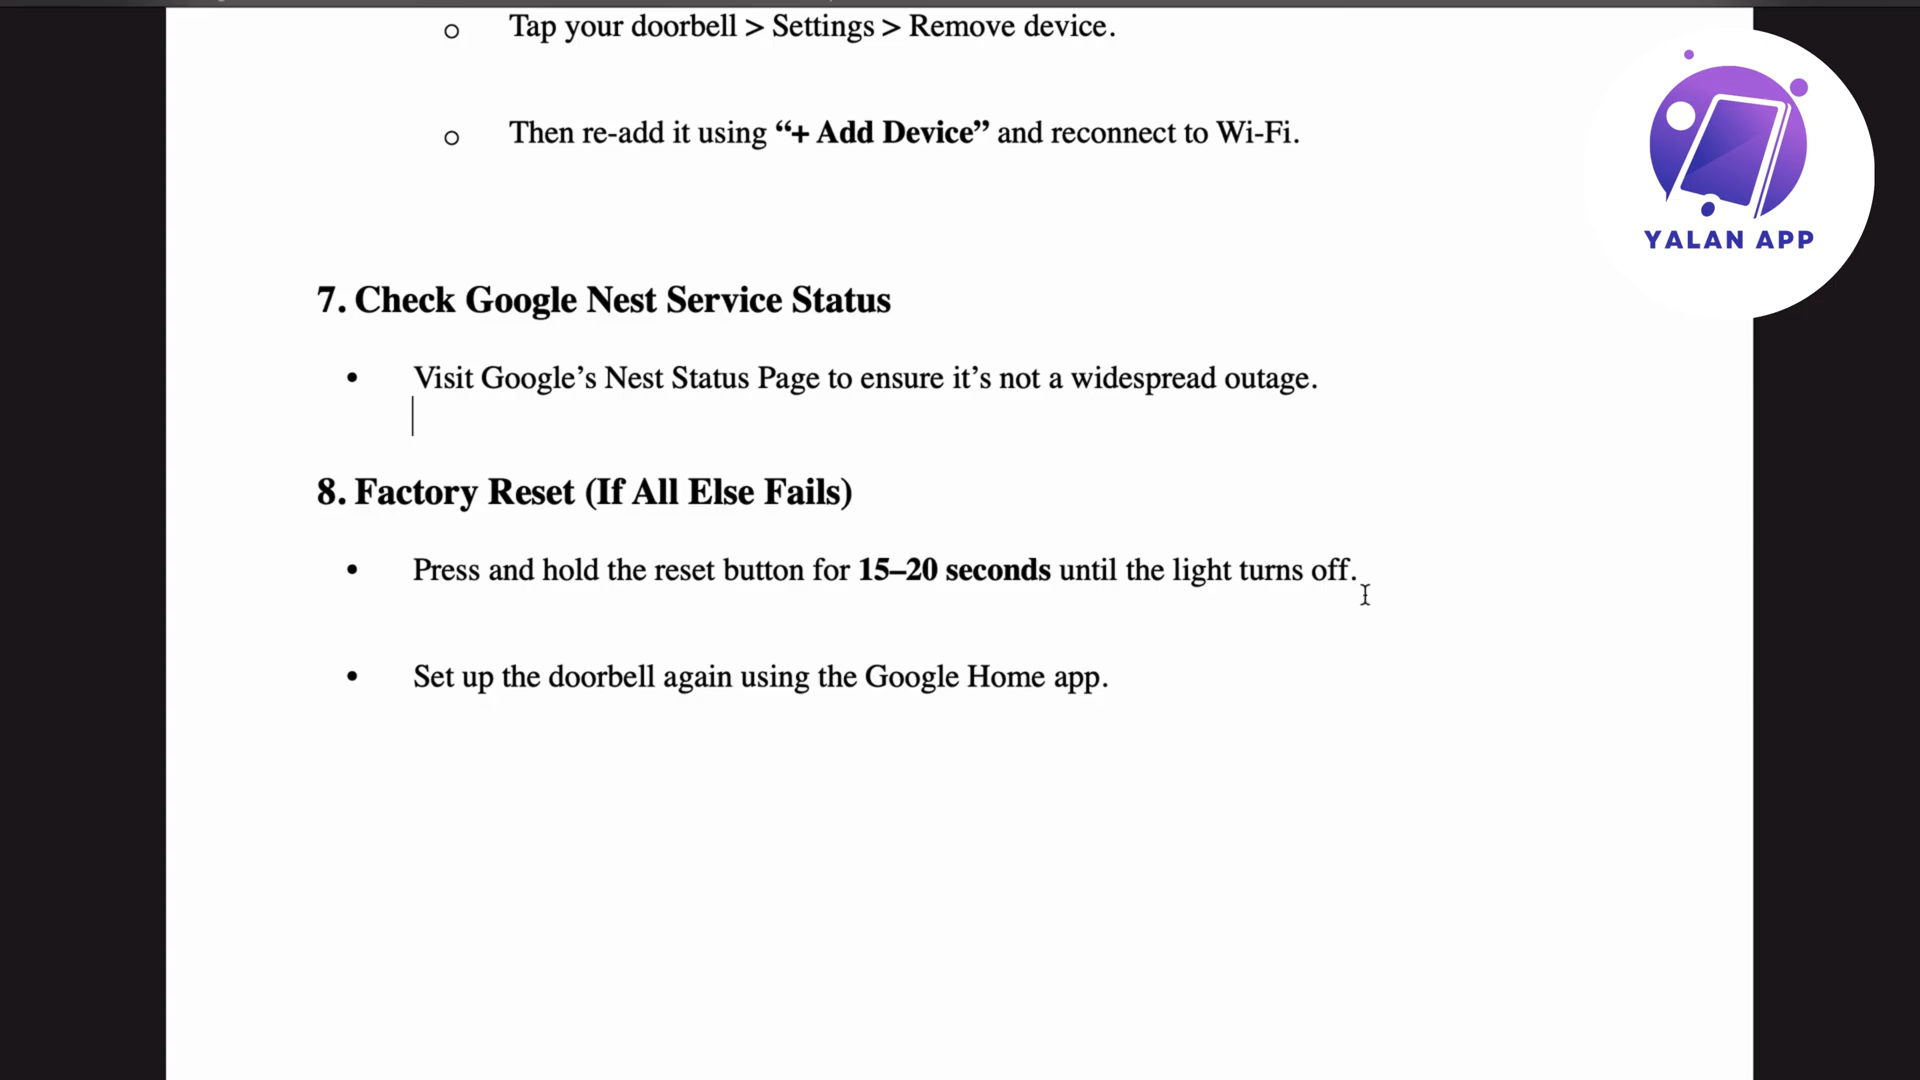 ○ Tap your doorbell > Settings > Remove device.
○ Then re-add it using “+ Add Device” and reconnect to Wi-Fi.
YALAN APP
7. Check Google Nest Service Status
• Visit Google’s Nest Status Page to ensure it’s not a widespread outage.
8. Factory Reset (If All Else Fails)
• Press and hold the reset button for 15–20 seconds until the light turns off.
• Set up the doorbell again using the Google Home app.